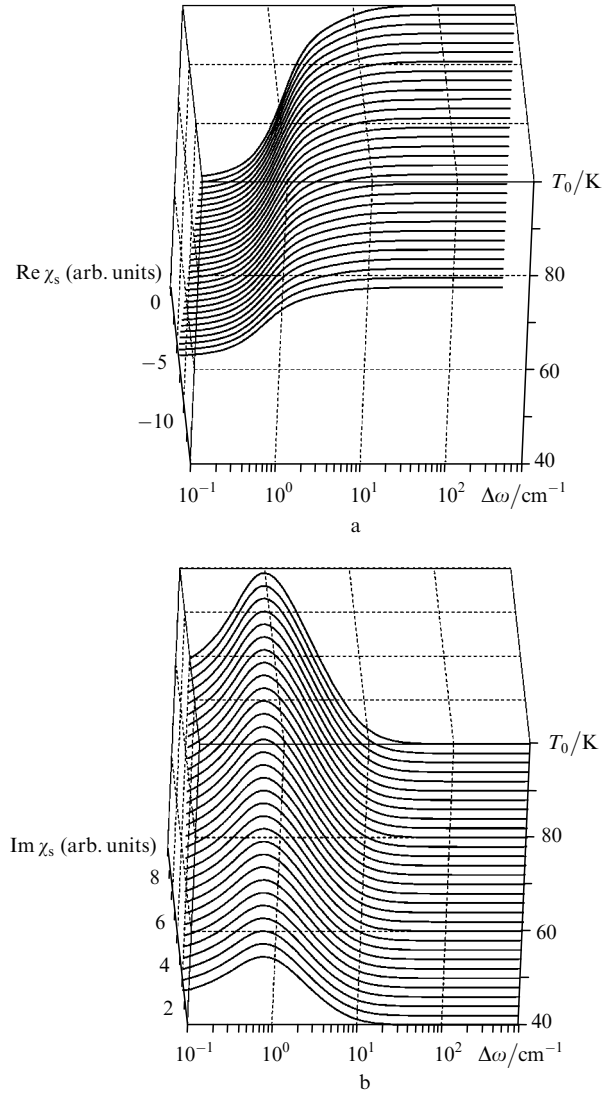 T₀/K
Re χₛ (arb. units)
0
80
−5
60
−10
40
10⁻¹ 10⁰ 10¹ 10² Δω/cm⁻¹
a
T₀/K
Im χₛ (arb. units)
80
8
6
60
4
2
40
10⁻¹ 10⁰ 10¹ 10² Δω/cm⁻¹
b